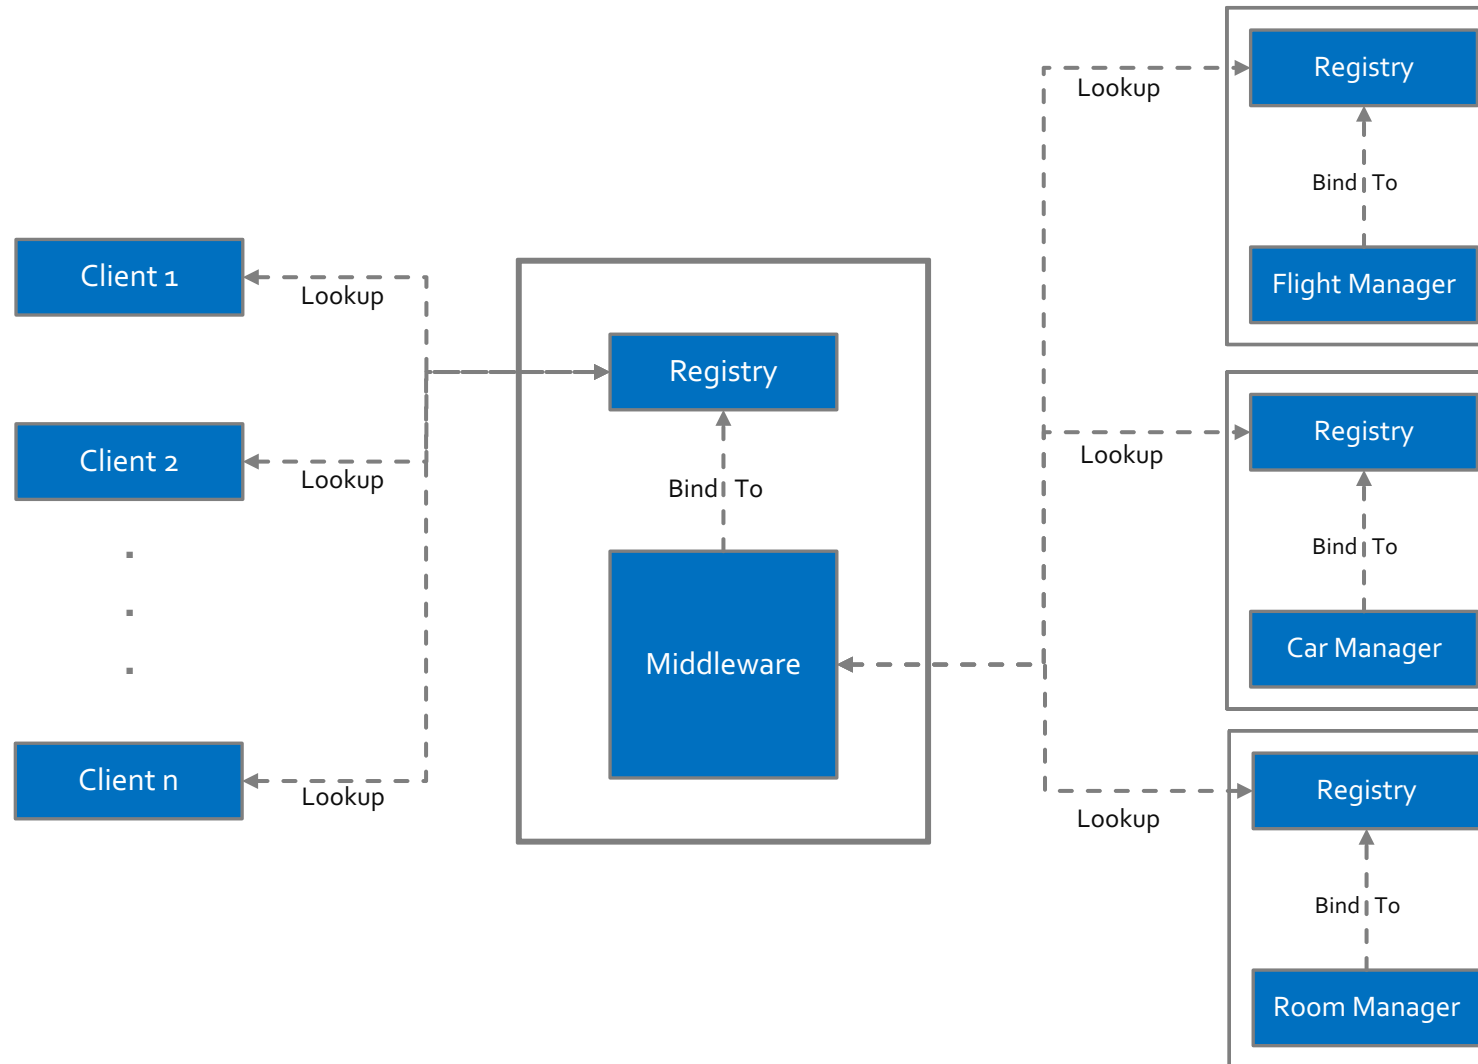 Client 1
Lookup
Client 2
Lookup
.
.
.
Client n
Lookup
Registry
Bind To
Middleware
Lookup
Registry
Bind To
Flight Manager
Lookup
Registry
Bind To
Car Manager
Lookup
Registry
Bind To
Room Manager